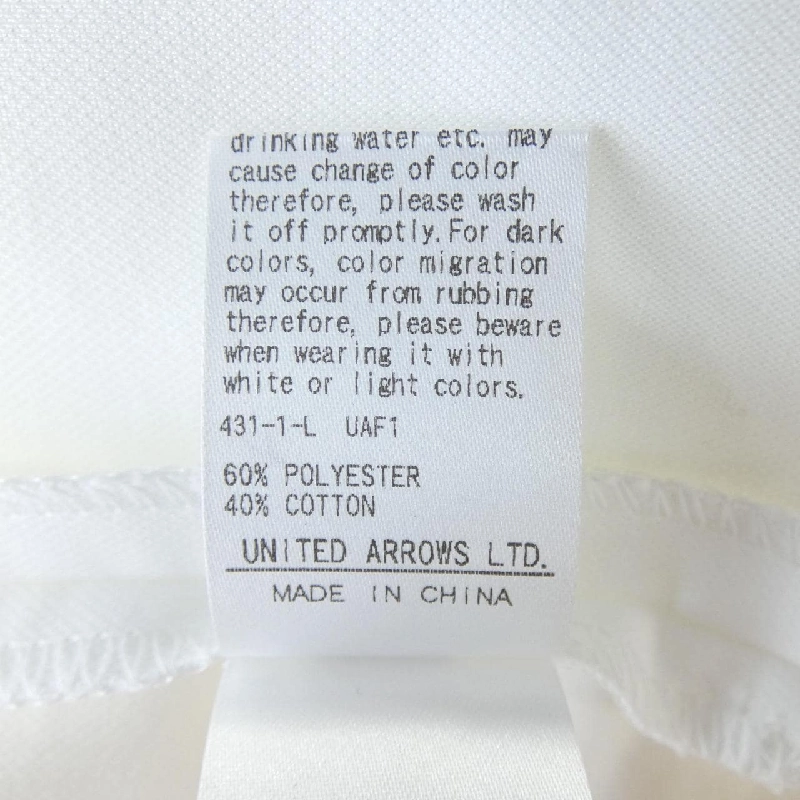 drinking water etc. may
cause change of color
therefore, please wash
it off promptly.For dark
colors, color migration
may occur from rubbing
therefore, please beware
when wearing it with
white or light colors.
431-1-L UAF1
60% POLYESTER
40% COTTON
UNITED ARROWS LTD.
MADE IN CHINA